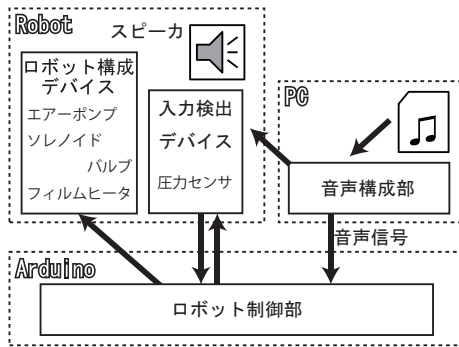 Robot
スピーカ
ロボット構成
デバイス
エアーポンプ
ソレノイド
バルブ
フィルムヒータ
入力検出
デバイス
圧力センサ
PC
音声構成部
音声信号
Arduino
ロボット制御部